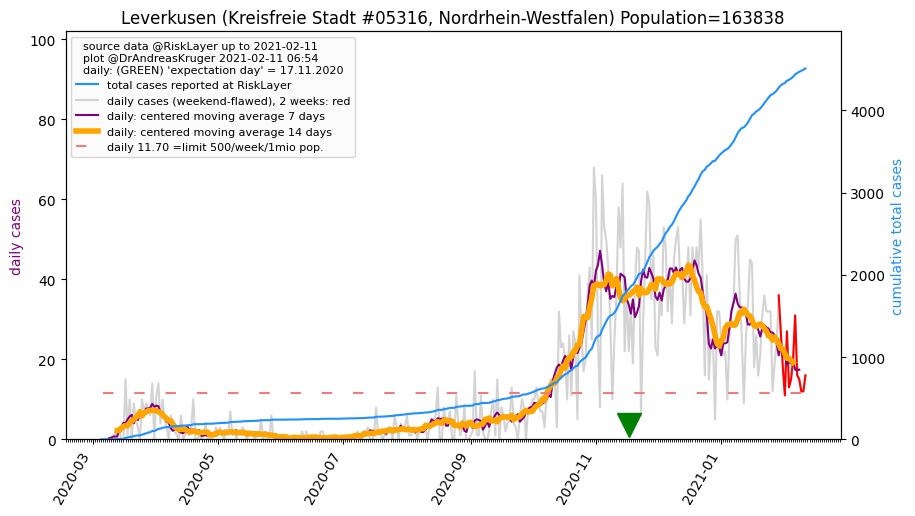 Leverkusen (Kreisfreie Stadt #05316, Nordrhein-Westfalen) Population=163838
source data @RiskLayer up to 2021-02-11
plot @DrAndreasKruger 2021-02-11 06:54
daily: (GREEN) 'expectation day' = 17.11.2020
total cases reported at RiskLayer
daily cases (weekend-flawed), 2 weeks: red
daily: centered moving average 7 days
daily: centered moving average 14 days
daily 11.70 =limit 500/week/1mio pop.
daily cases
100
80
60
40
20
0
cumulative total cases
4000
3000
2000
1000
0
2020-03
2020-05
2020-07
2020-09
2020-11
2021-01